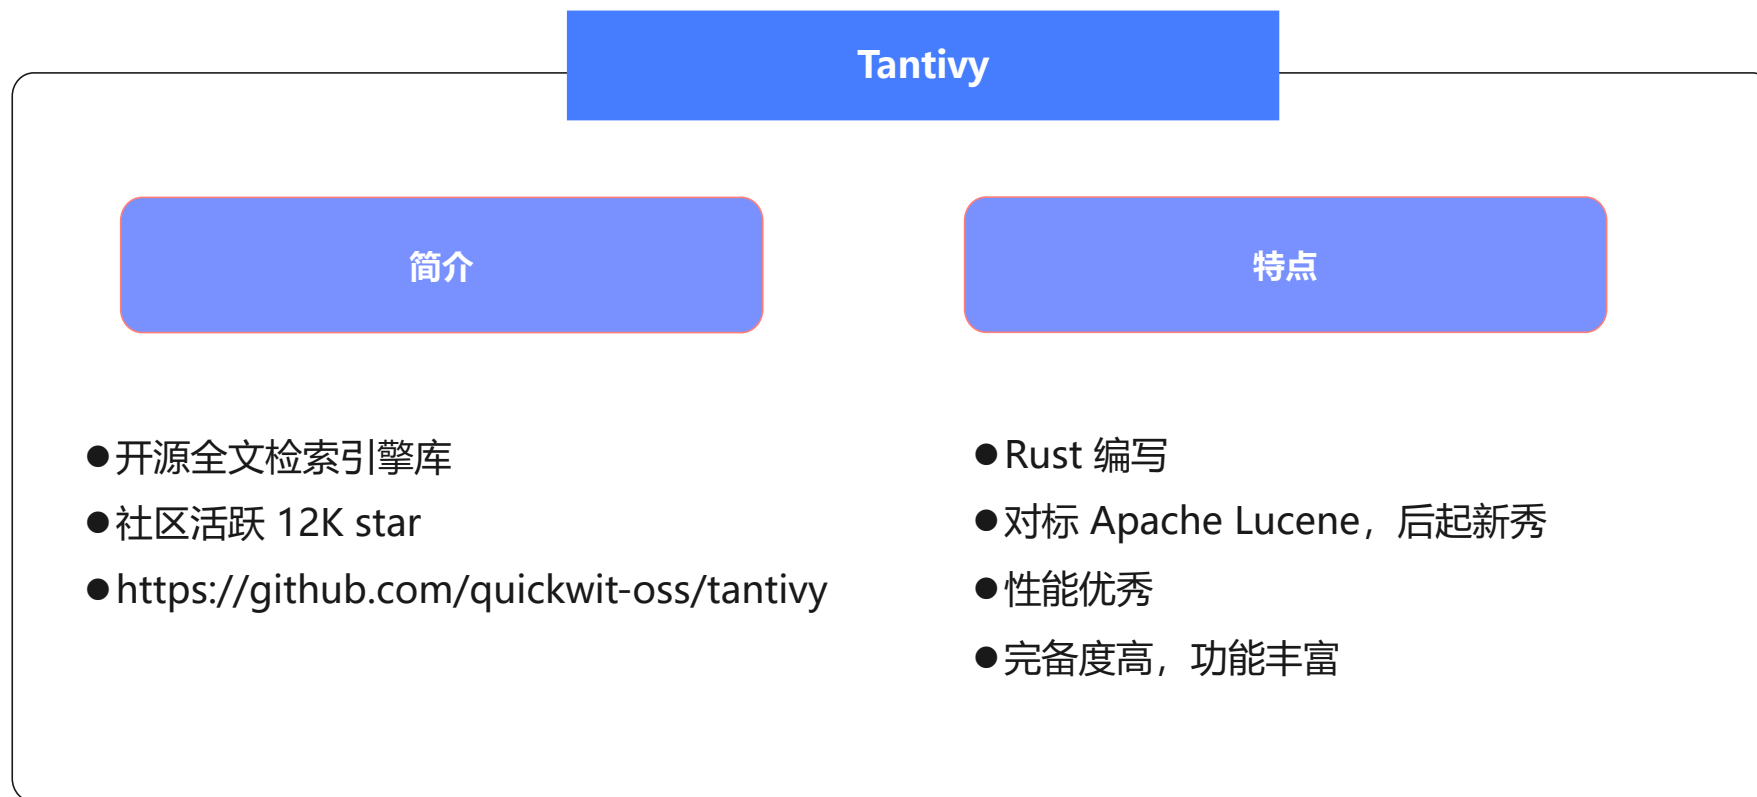 Tantivy
简介
●开源全文检索引擎库
●社区活跃 12K star
●https://github.com/quickwit-oss/tantivy
特点
●Rust 编写
●对标 Apache Lucene，后起新秀
●性能优秀
●完备度高，功能丰富